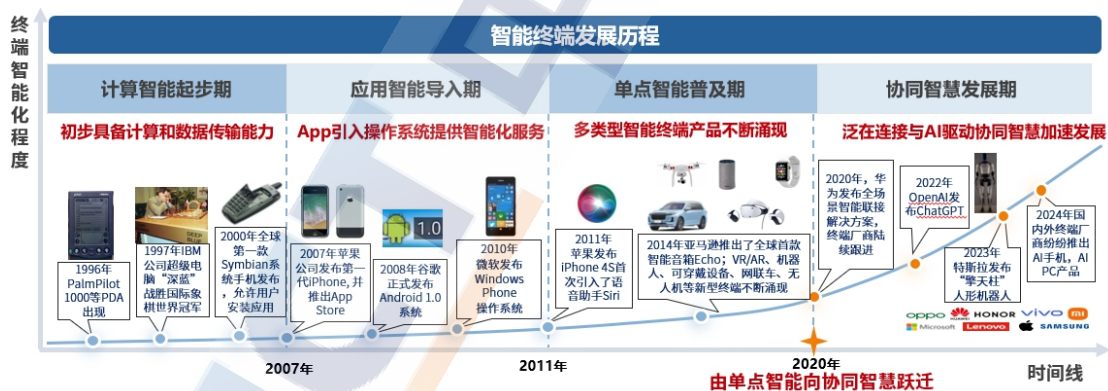 终端智能化程度
智能终端发展历程
计算智能起步期
应用智能导入期
单点智能普及期
协同智慧发展期
初步具备计算和数据传输能力
App引入操作系统提供智能化服务
多类型智能终端产品不断涌现
泛在连接与AI驱动协同智慧加速发展
1996年
PalmPilot
1000等PDA
出现
DEEP
BLUE
1997年IBM
公司超级电
脑“深蓝”
战胜国际象
棋世界冠军
2000年全球
第一款
Symbian系
统手机发布
，允许用户
安装应用
2007年苹果
公司发布第一
代iPhone, 并
推出App
Store
1.0
2008年谷歌
正式发布
Android 1.0
系统
2010年
微软发布
Windows
Phone
操作系统
2011年
苹果发布
iPhone 4S首
次引入了语
音助手Siri
2014年亚马逊推出了全球首款
智能音箱Echo；VR/AR、机器
人、可穿戴设备、网联车、无
人机等新型终端不断涌现
2020年，华
为发布全场
景智能联接
解决方案，
终端厂商陆
续跟进
2022年
OpenAI发
布ChatGPT
2023年
特斯拉发布
“擎天柱”
人形机器人
2024年国
内外终端厂
商纷纷推出
AI手机，AI
PC产品
oppo HUAWEI HONOR vivo mi
Microsoft Lenovo SAMSUNG
2007年
2011年
2020年
时间线
由单点智能向协同智慧跃迁